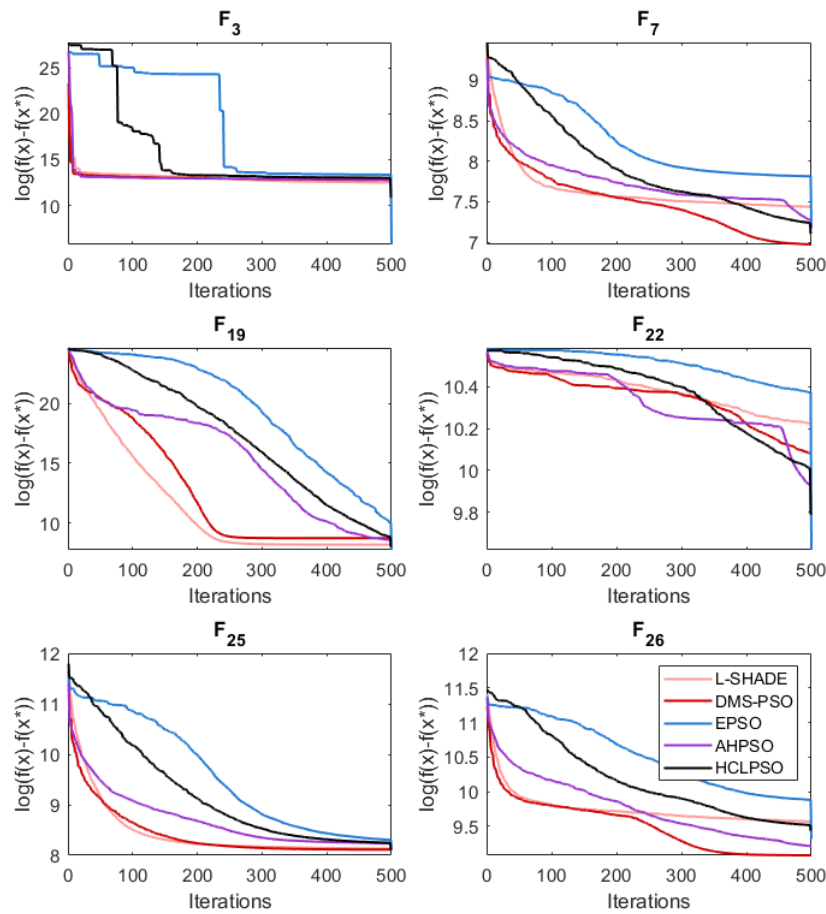 F3
log(f(x)-f(x*))
25
20
15
10
0 100 200 300 400 500
Iterations
F7
log(f(x)-f(x*))
9
8.5
8
7.5
7
0 100 200 300 400 500
Iterations
F19
log(f(x)-f(x*))
20
15
10
0 100 200 300 400 500
Iterations
F22
log(f(x)-f(x*))
10.4
10.2
10
9.8
0 100 200 300 400 500
Iterations
F25
log(f(x)-f(x*))
12
11
10
9
8
0 100 200 300 400 500
Iterations
F26
log(f(x)-f(x*))
12
11.5
11
10.5
10
9.5
0 100 200 300 400 500
Iterations
L-SHADE
DMS-PSO
EPSO
AHPSO
HCLPSO